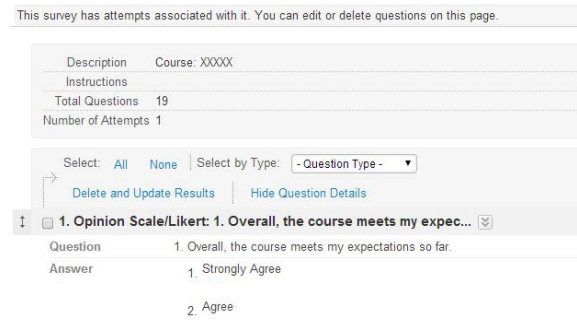 This survey has attempts associated with it. You can edit or delete questions on this page.
Description Course: XXXXX
Instructions
Total Questions 19
Number of Attempts 1
Select: All None Select by Type: - Question Type -
Delete and Update Results Hide Question Details
1. Opinion Scale/Likert: 1. Overall, the course meets my expec...
Question 1. Overall, the course meets my expectations so far.
Answer 1. Strongly Agree
2. Agree